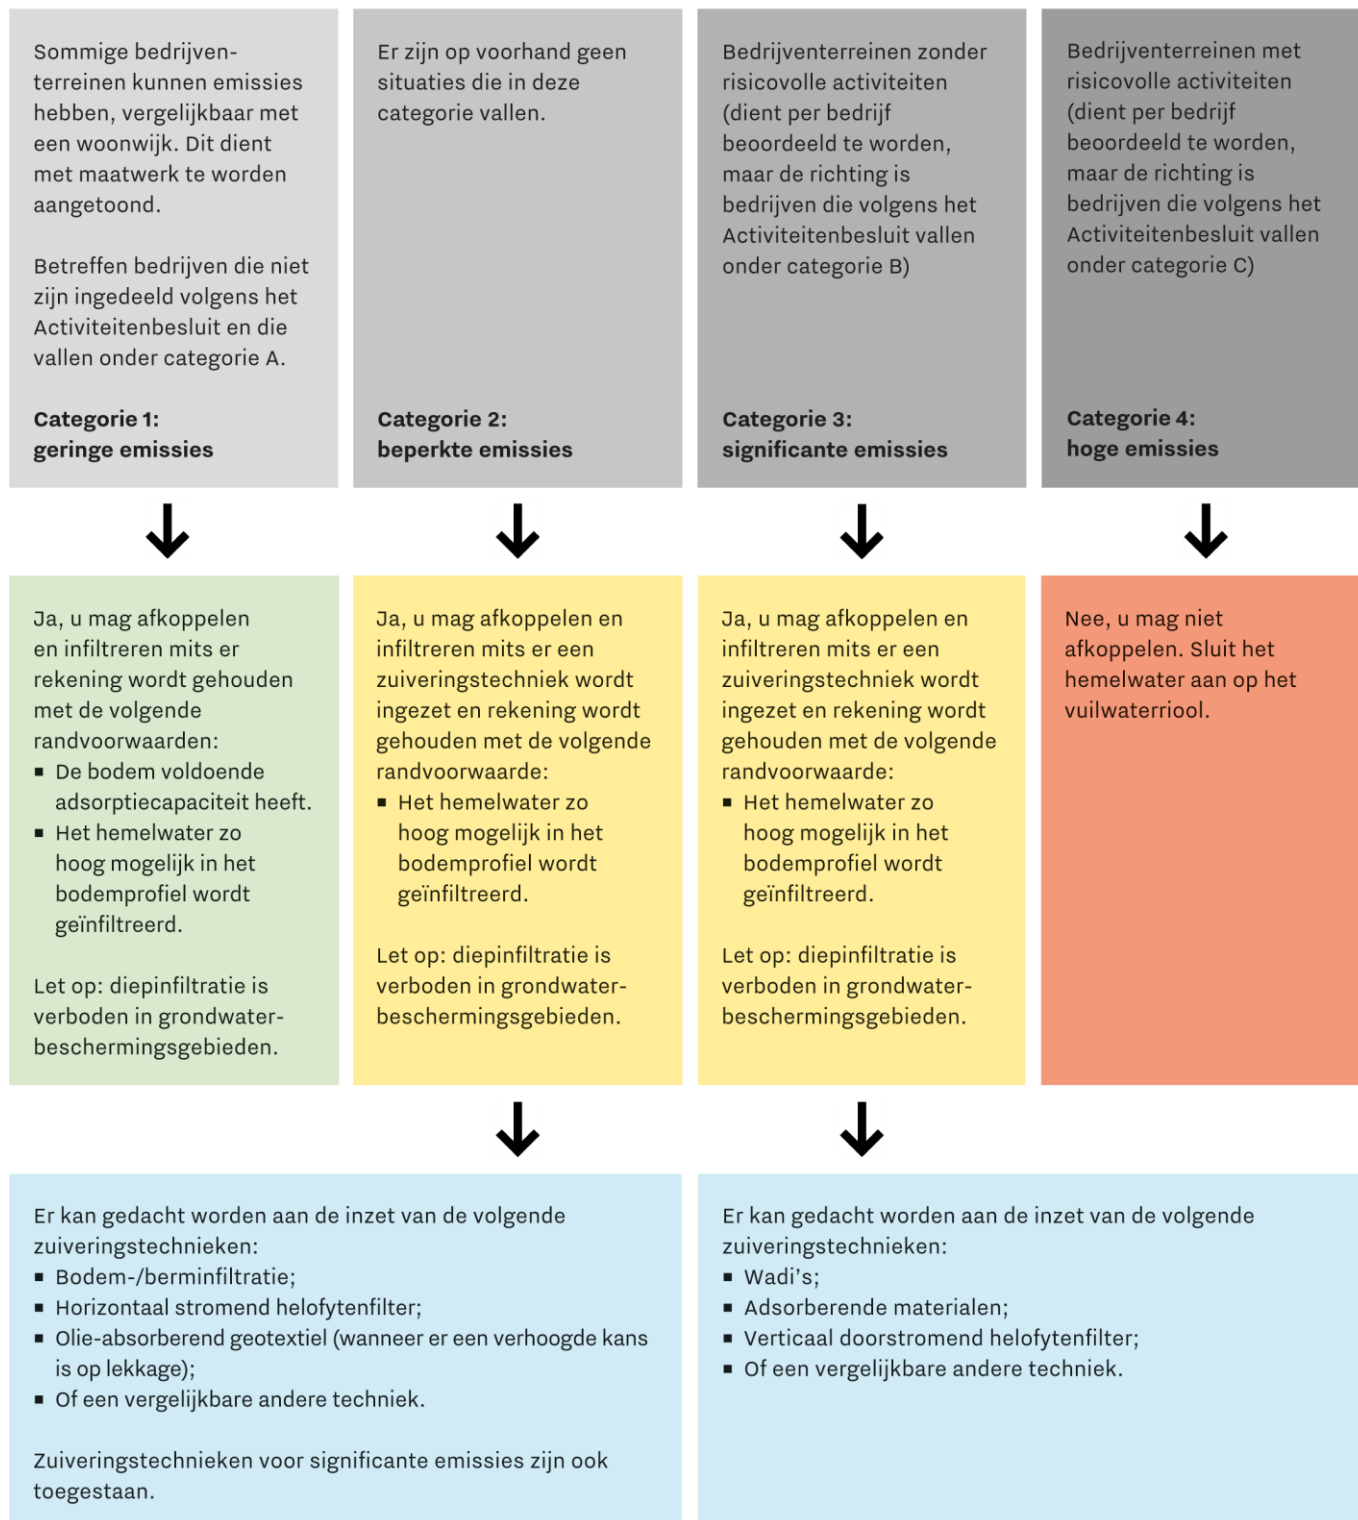 Sommige bedrijven-
terreinen kunnen emissies
hebben, vergelijkbaar met
een woonwijk. Dit dient
met maatwerk te worden
aangetoond.
Betreffen bedrijven die niet
zijn ingedeeld volgens het
Activiteitenbesluit en die
vallen onder categorie A.
Categorie 1:
geringe emissies
Er zijn op voorhand geen
situaties die in deze
categorie vallen.
Categorie 2:
beperkte emissies
Bedrijventerreinen zonder
risicovolle activiteiten
(dient per bedrijf
beoordeeld te worden,
maar de richting is
bedrijven die volgens het
Activiteitenbesluit vallen
onder categorie B)
Categorie 3:
significante emissies
Bedrijventerreinen met
risicovolle activiteiten
(dient per bedrijf
beoordeeld te worden,
maar de richting is
bedrijven die volgens het
Activiteitenbesluit vallen
onder categorie C)
Categorie 4:
hoge emissies
Ja, u mag afkoppelen
en infiltreren mits er
rekening wordt gehouden
met de volgende
randvoorwaarden:
▪ De bodem voldoende
adsorptiecapaciteit heeft.
▪ Het hemelwater zo
hoog mogelijk in het
bodemprofiel wordt
geïnfiltreerd.
Let op: diepinfiltratie is
verboden in grondwater-
beschermingsgebieden.
Ja, u mag afkoppelen en
infiltreren mits er een
zuiveringstechniek wordt
ingezet en rekening wordt
gehouden met de volgende
randvoorwaarde:
▪ Het hemelwater zo
hoog mogelijk in het
bodemprofiel wordt
geïnfiltreerd.
Let op: diepinfiltratie is
verboden in grondwater-
beschermingsgebieden.
Ja, u mag afkoppelen en
infiltreren mits er een
zuiveringstechniek wordt
ingezet en rekening wordt
gehouden met de volgende
randvoorwaarde:
▪ Het hemelwater zo
hoog mogelijk in het
bodemprofiel wordt
geïnfiltreerd.
Let op: diepinfiltratie is
verboden in grondwater-
beschermingsgebieden.
Nee, u mag niet
afkoppelen. Sluit het
hemelwater aan op het
vuilwaterriool.
Er kan gedacht worden aan de inzet van de volgende
zuiveringstechnieken:
▪ Bodem-/berminfiltratie;
▪ Horizontaal stromend helofytenfilter;
▪ Olie-absorberend geotextiel (wanneer er een verhoogde kans
is op lekkage);
▪ Of een vergelijkbare andere techniek.
Zuiveringstechnieken voor significante emissies zijn ook
toegestaan.
Er kan gedacht worden aan de inzet van de volgende
zuiveringstechnieken:
▪ Wadi's;
▪ Adsorberende materialen;
▪ Verticaal doorstromend helofytenfilter;
▪ Of een vergelijkbare andere techniek.